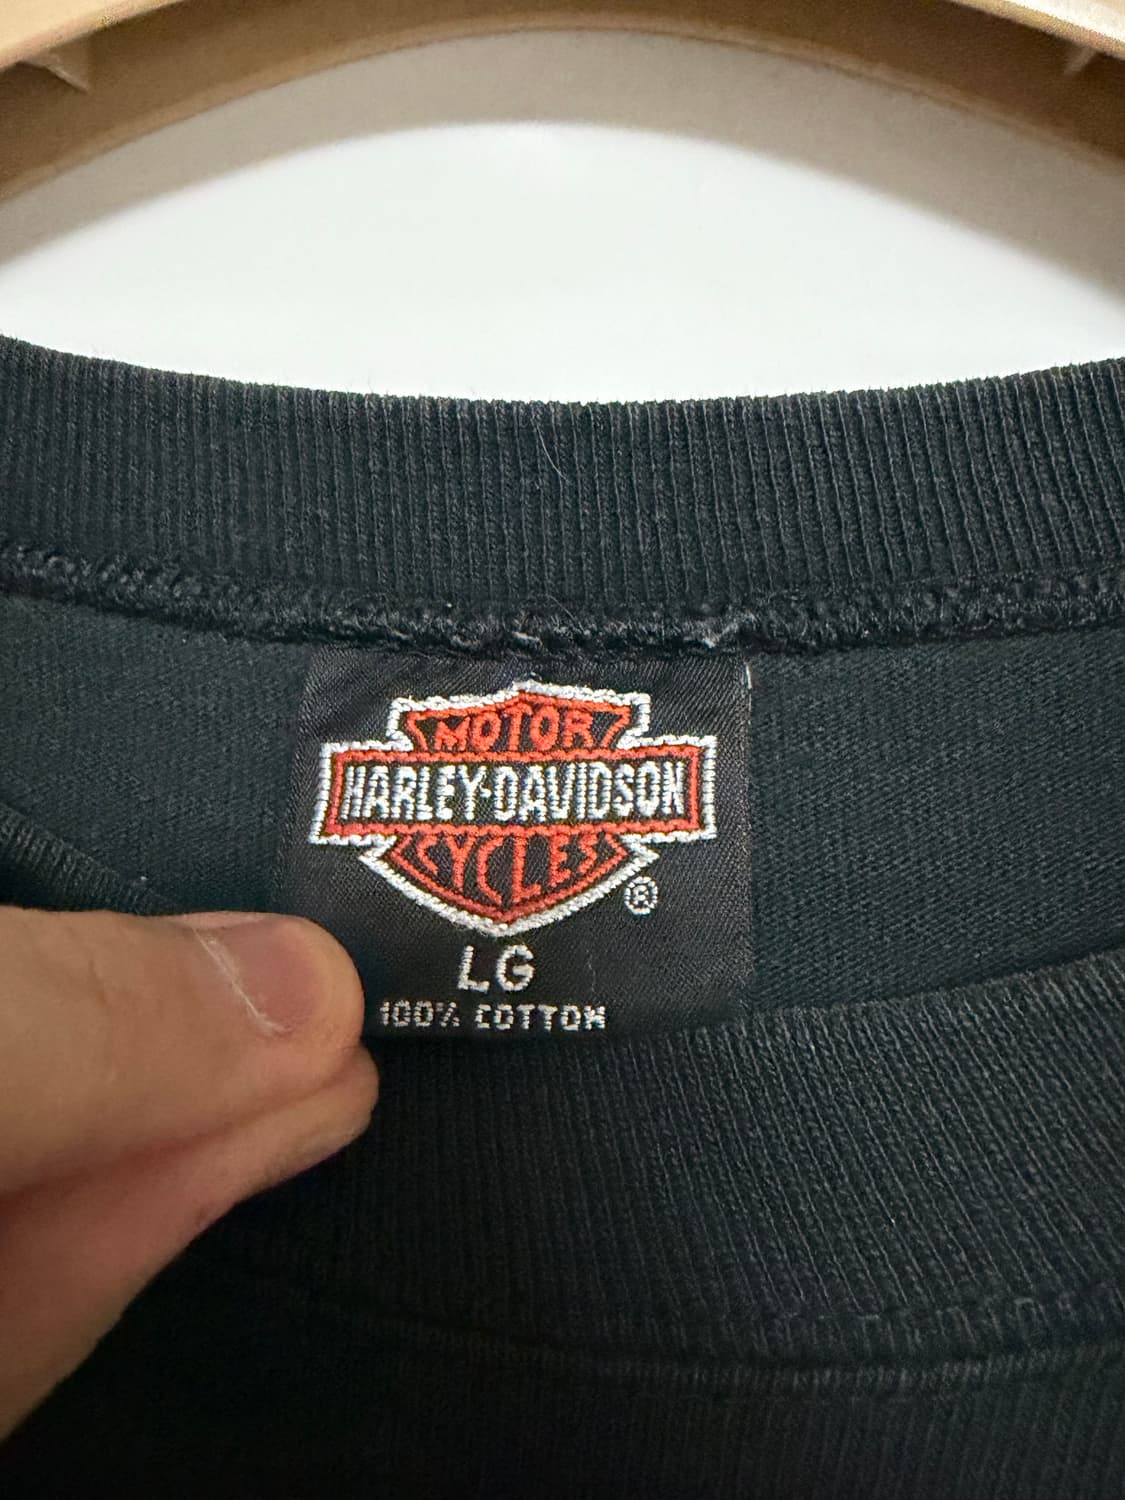 MOTOR
HARLEY-DAVIDSON
CYCLES
®
LG
100% COTTON